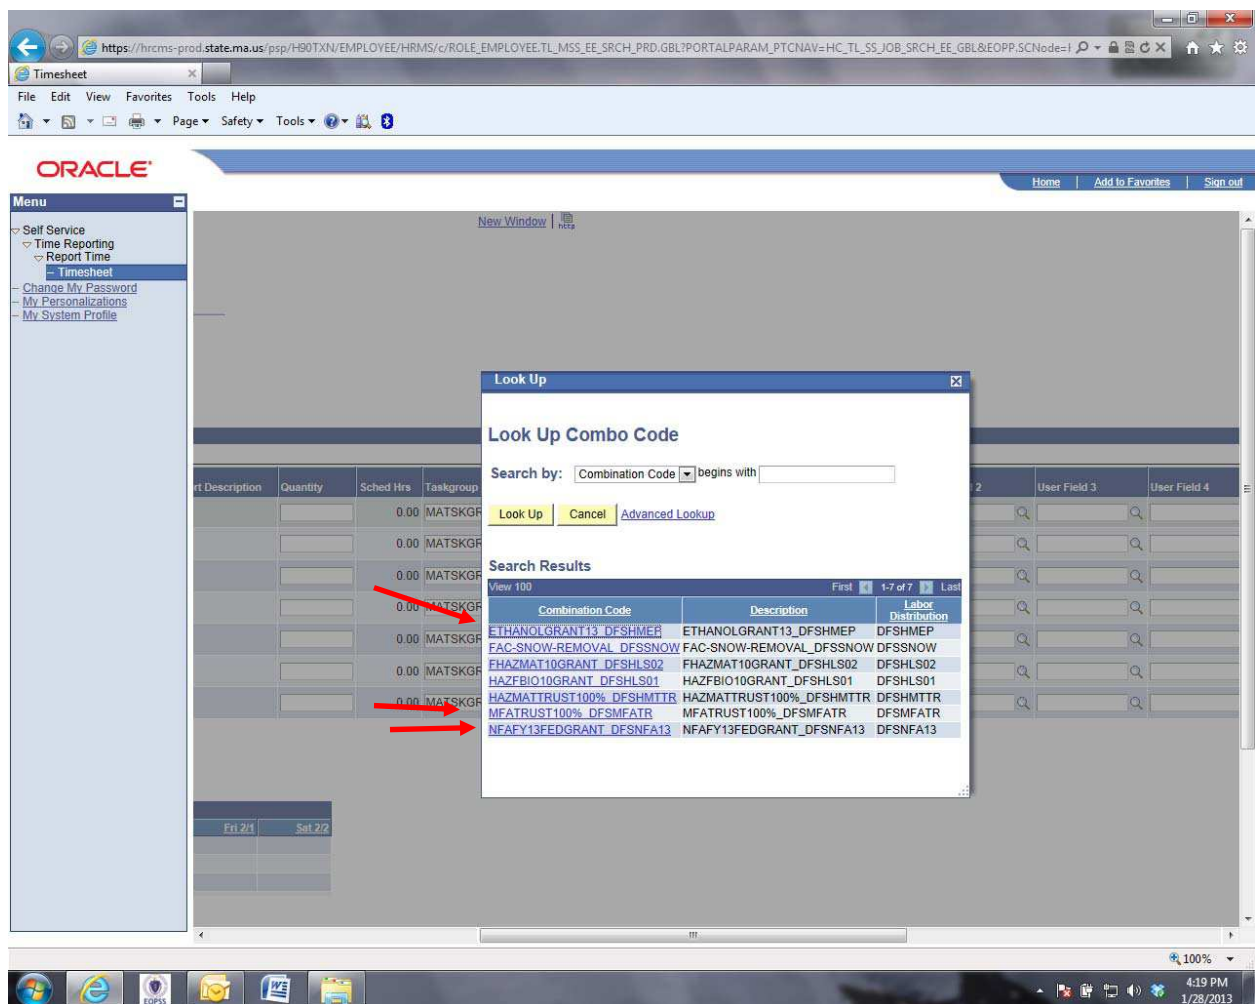 https://hrcms-prod.state.ma.us/psp/H90TXN/EMPLOYEE/HRMS/c/ROLE_EMPLOYEE.TL_MSS_EE_SRCH_PRD.GBL?PORTALPARAM_PTCNAV=HC_TL_SS_JOB_SRCH_EE_GBL&EOPP.SCNode=
Timesheet
File Edit View Favorites Tools Help
Page Safety Tools
ORACLE
Home | Add to Favorites | Sign out
Menu
New Window | http
Self Service
Time Reporting
Report Time
Timesheet
Change My Password
My Personalizations
My System Profile
Look Up
Look Up Combo Code
Search by: Combination Code begins with
Look Up Cancel Advanced Lookup
Search Results
View 100 First 1-7 of 7 Last
Combination Code Description Labor Distribution
ETHANOLGRANT13_DFSHMEP ETHANOLGRANT13_DFSHMEP DFSHMEP
FAC-SNOW-REMOVAL_DFSSNOW FAC-SNOW-REMOVAL_DFSSNOW DFSSNOW
FHAZMAT10GRANT_DFSHLS02 FHAZMAT10GRANT_DFSHLS02 DFSHLS02
HAZFBIO10GRANT_DFSHLS01 HAZFBIO10GRANT_DFSHLS01 DFSHLS01
HAZMATTRUST100%_DFSHMTTR HAZMATTRUST100%_DFSHMTTR DFSHMTTR
MFATRUST100%_DFSMFATR MFATRUST100%_DFSMFATR DFSMFATR
NFAFY13FEDGRANT_DFSNFA13 NFAFY13FEDGRANT_DFSNFA13 DFSNFA13
rt Description Quantity Sched Hrs Taskgroup 2 User Field 3 User Field 4
0.00 MATSKGR
0.00 MATSKGR
0.00 MATSKGR
0.00 MATSKGR
0.00 MATSKGR
0.00 MATSKGR
0.00 MATSKGR
Fri 2/1 Sat 2/2
100%
EOPSS
4:19 PM
1/28/2013